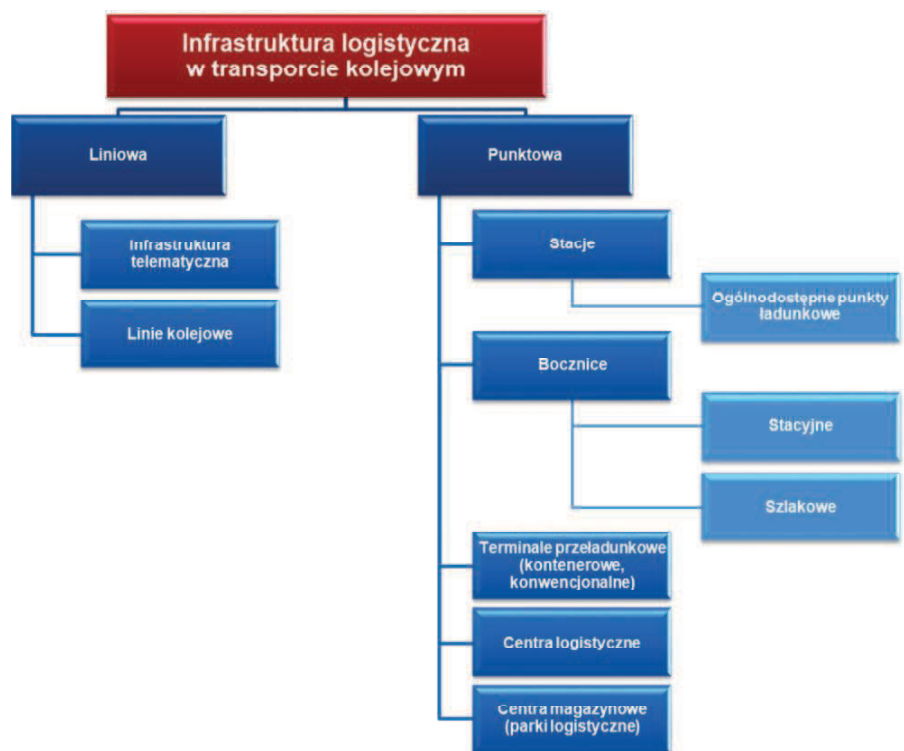 Infrastruktura logistyczna
w transporcie kolejowym
Liniowa
Punktowa
Infrastruktura
telematyczna
Linie kolejowe
Stacje
Ogólnodostępne punkty
ładunkowe
Bocznice
Stacyjne
Szlakowe
Terminale przeładunkowe
(kontenerowe,
konwencjonalne)
Centra logistyczne
Centra magazynowe
(parki logistyczne)